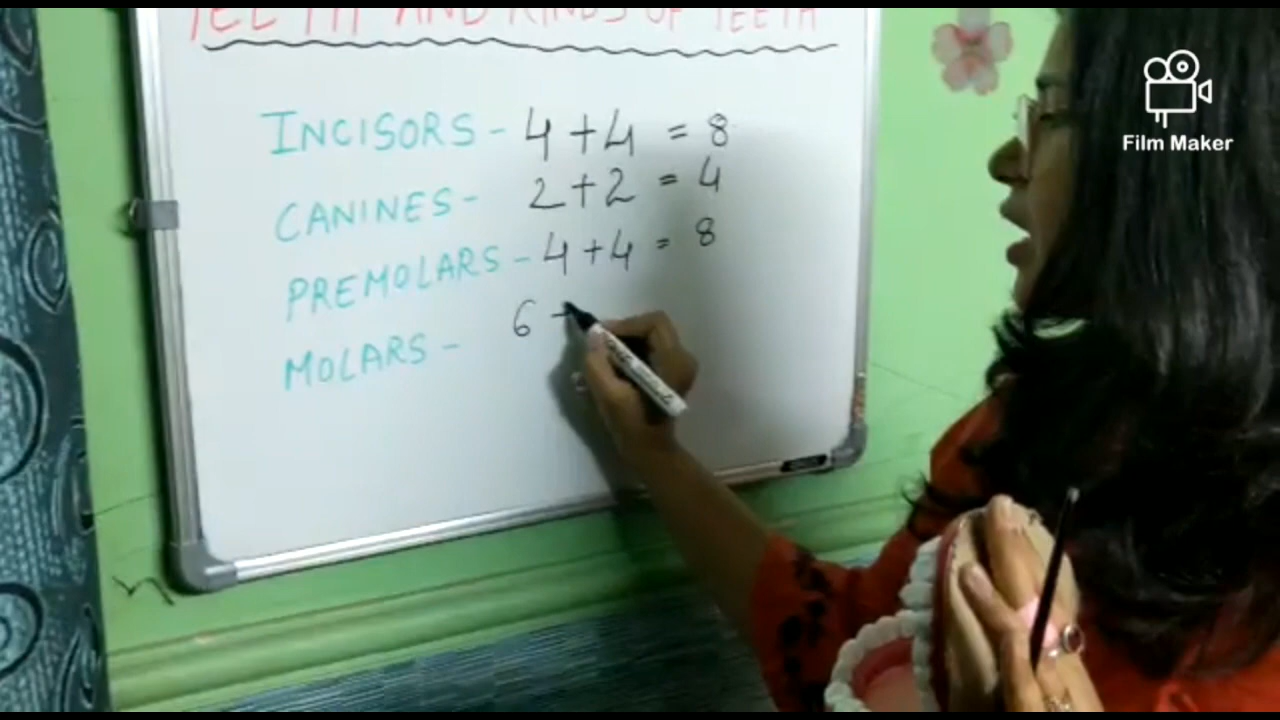 TEETH AND KINDS OF TEETH
INCISORS - 4 + 4 = 8
CANINES - 2 + 2 = 4
PREMOLARS - 4 + 4 = 8
MOLARS - 6 +
Film Maker